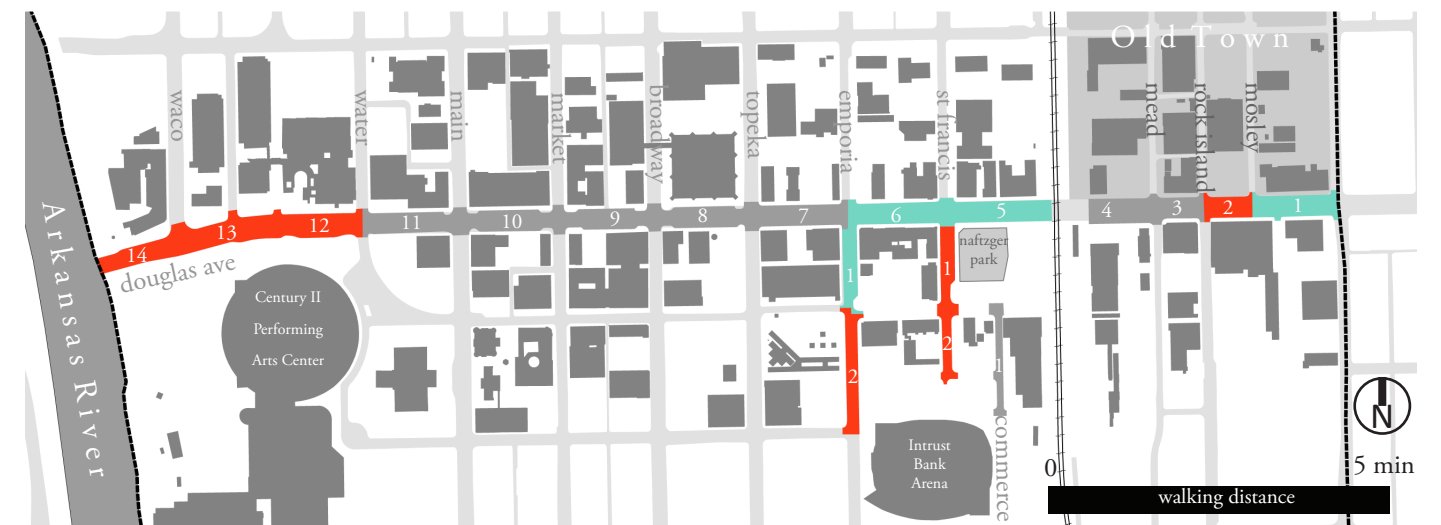 Old Town
waco
water
main
market
broadway
topeka
emporia
st francis
mead
rock island
mosley
14
13
12
11
10
9
8
7
6
5
4
3
2
1
douglas ave
Arkansas River
Century II
Performing
Arts Center
naftzger
park
1
2
1
2
1
commerce
Intrust
Bank
Arena
N
0
5 min
walking distance